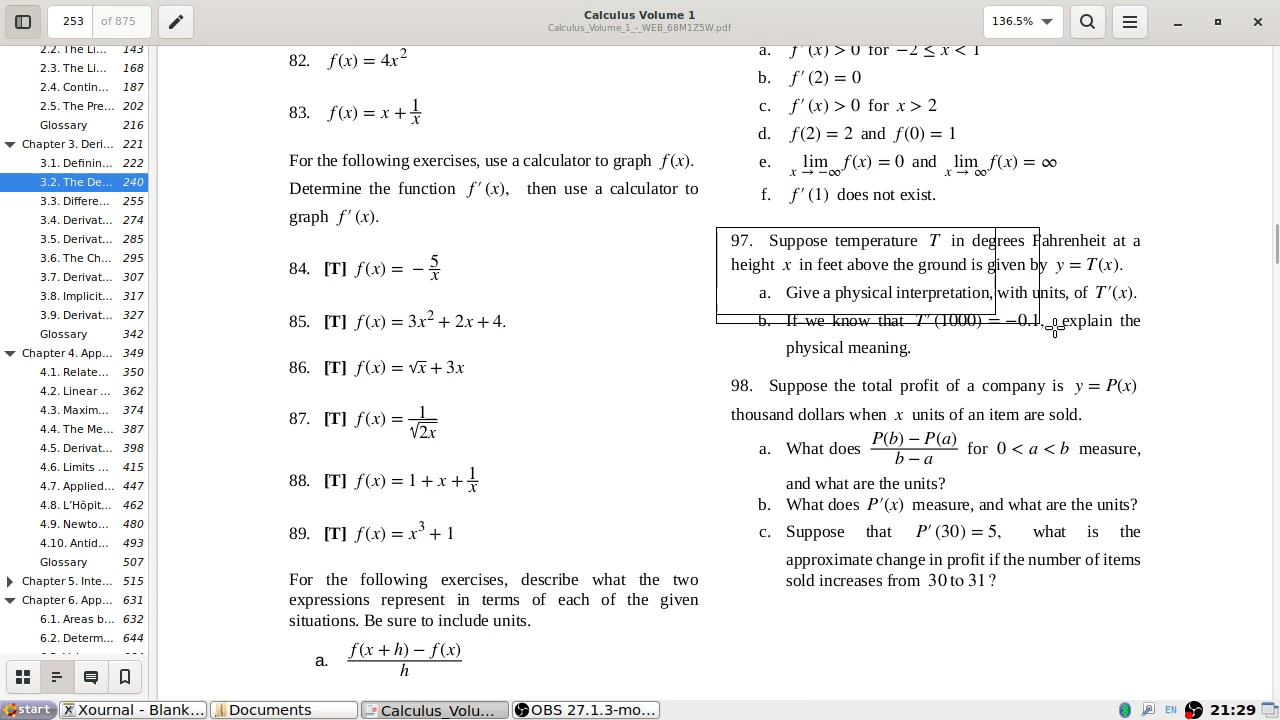 253 of 875
Calculus Volume 1
Calculus_Volume_1_-_WEB_68M1Z5W.pdf
136.5%
2.2. The Li... 143
2.3. The Li... 168
2.4. Contin... 187
2.5. The Pre... 202
Glossary 216
Chapter 3. Deri... 221
3.1. Definin... 222
3.2. The De... 240
3.3. Differe... 255
3.4. Derivat... 274
3.5. Derivat... 285
3.6. The Ch... 295
3.7. Derivat... 307
3.8. Implicit... 317
3.9. Derivat... 327
Glossary 342
Chapter 4. App... 349
4.1. Relate... 350
4.2. Linear ... 362
4.3. Maxim... 374
4.4. The Me... 387
4.5. Derivat... 398
4.6. Limits ... 415
4.7. Applied... 447
4.8. L'Hôpit... 462
4.9. Newto... 480
4.10. Antid... 493
Glossary 507
Chapter 5. Inte... 515
Chapter 6. App... 631
6.1. Areas b... 632
6.2. Determ... 644
82. f(x) = 4x²
83. f(x) = x + 1/x
For the following exercises, use a calculator to graph f(x).
Determine the function f′(x), then use a calculator to
graph f′(x).
84. [T] f(x) = − 5/x
85. [T] f(x) = 3x² + 2x + 4.
86. [T] f(x) = √x + 3x
87. [T] f(x) = 1/√(2x)
88. [T] f(x) = 1 + x + 1/x
89. [T] f(x) = x³ + 1
For the following exercises, describe what the two
expressions represent in terms of each of the given
situations. Be sure to include units.
a. (f(x + h) − f(x))/h
a. f′(x) > 0 for −2 ≤ x < 1
b. f′(2) = 0
c. f′(x) > 0 for x > 2
d. f(2) = 2 and f(0) = 1
e. lim x → −∞ f(x) = 0 and lim x → ∞ f(x) = ∞
f. f′(1) does not exist.
97. Suppose temperature T in degrees Fahrenheit at a
height x in feet above the ground is given by y = T(x).
a. Give a physical interpretation, with units, of T′(x).
b. If we know that T′(1000) = −0.1, explain the
physical meaning.
98. Suppose the total profit of a company is y = P(x)
thousand dollars when x units of an item are sold.
a. What does (P(b) − P(a))/(b − a) for 0 < a < b measure,
and what are the units?
b. What does P′(x) measure, and what are the units?
c. Suppose that P′(30) = 5, what is the
approximate change in profit if the number of items
sold increases from 30 to 31?
start Xournal - Blank... Documents Calculus_Volu... OBS 27.1.3-mo... EN 21:29